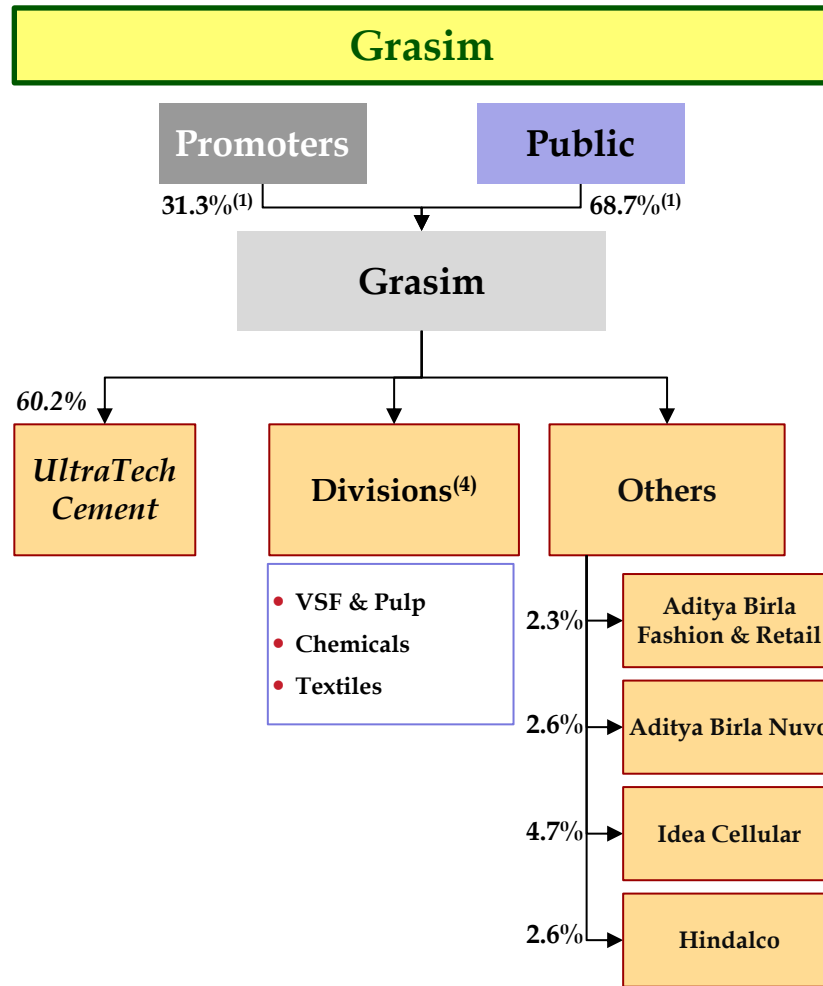 Grasim
Promoters
Public
31.3%(1)
68.7%(1)
Grasim
60.2%
UltraTech
Cement
Divisions(4)
Others
• VSF & Pulp
• Chemicals
• Textiles
2.3%
Aditya Birla
Fashion & Retail
2.6%
Aditya Birla Nuvo
4.7%
Idea Cellular
2.6%
Hindalco